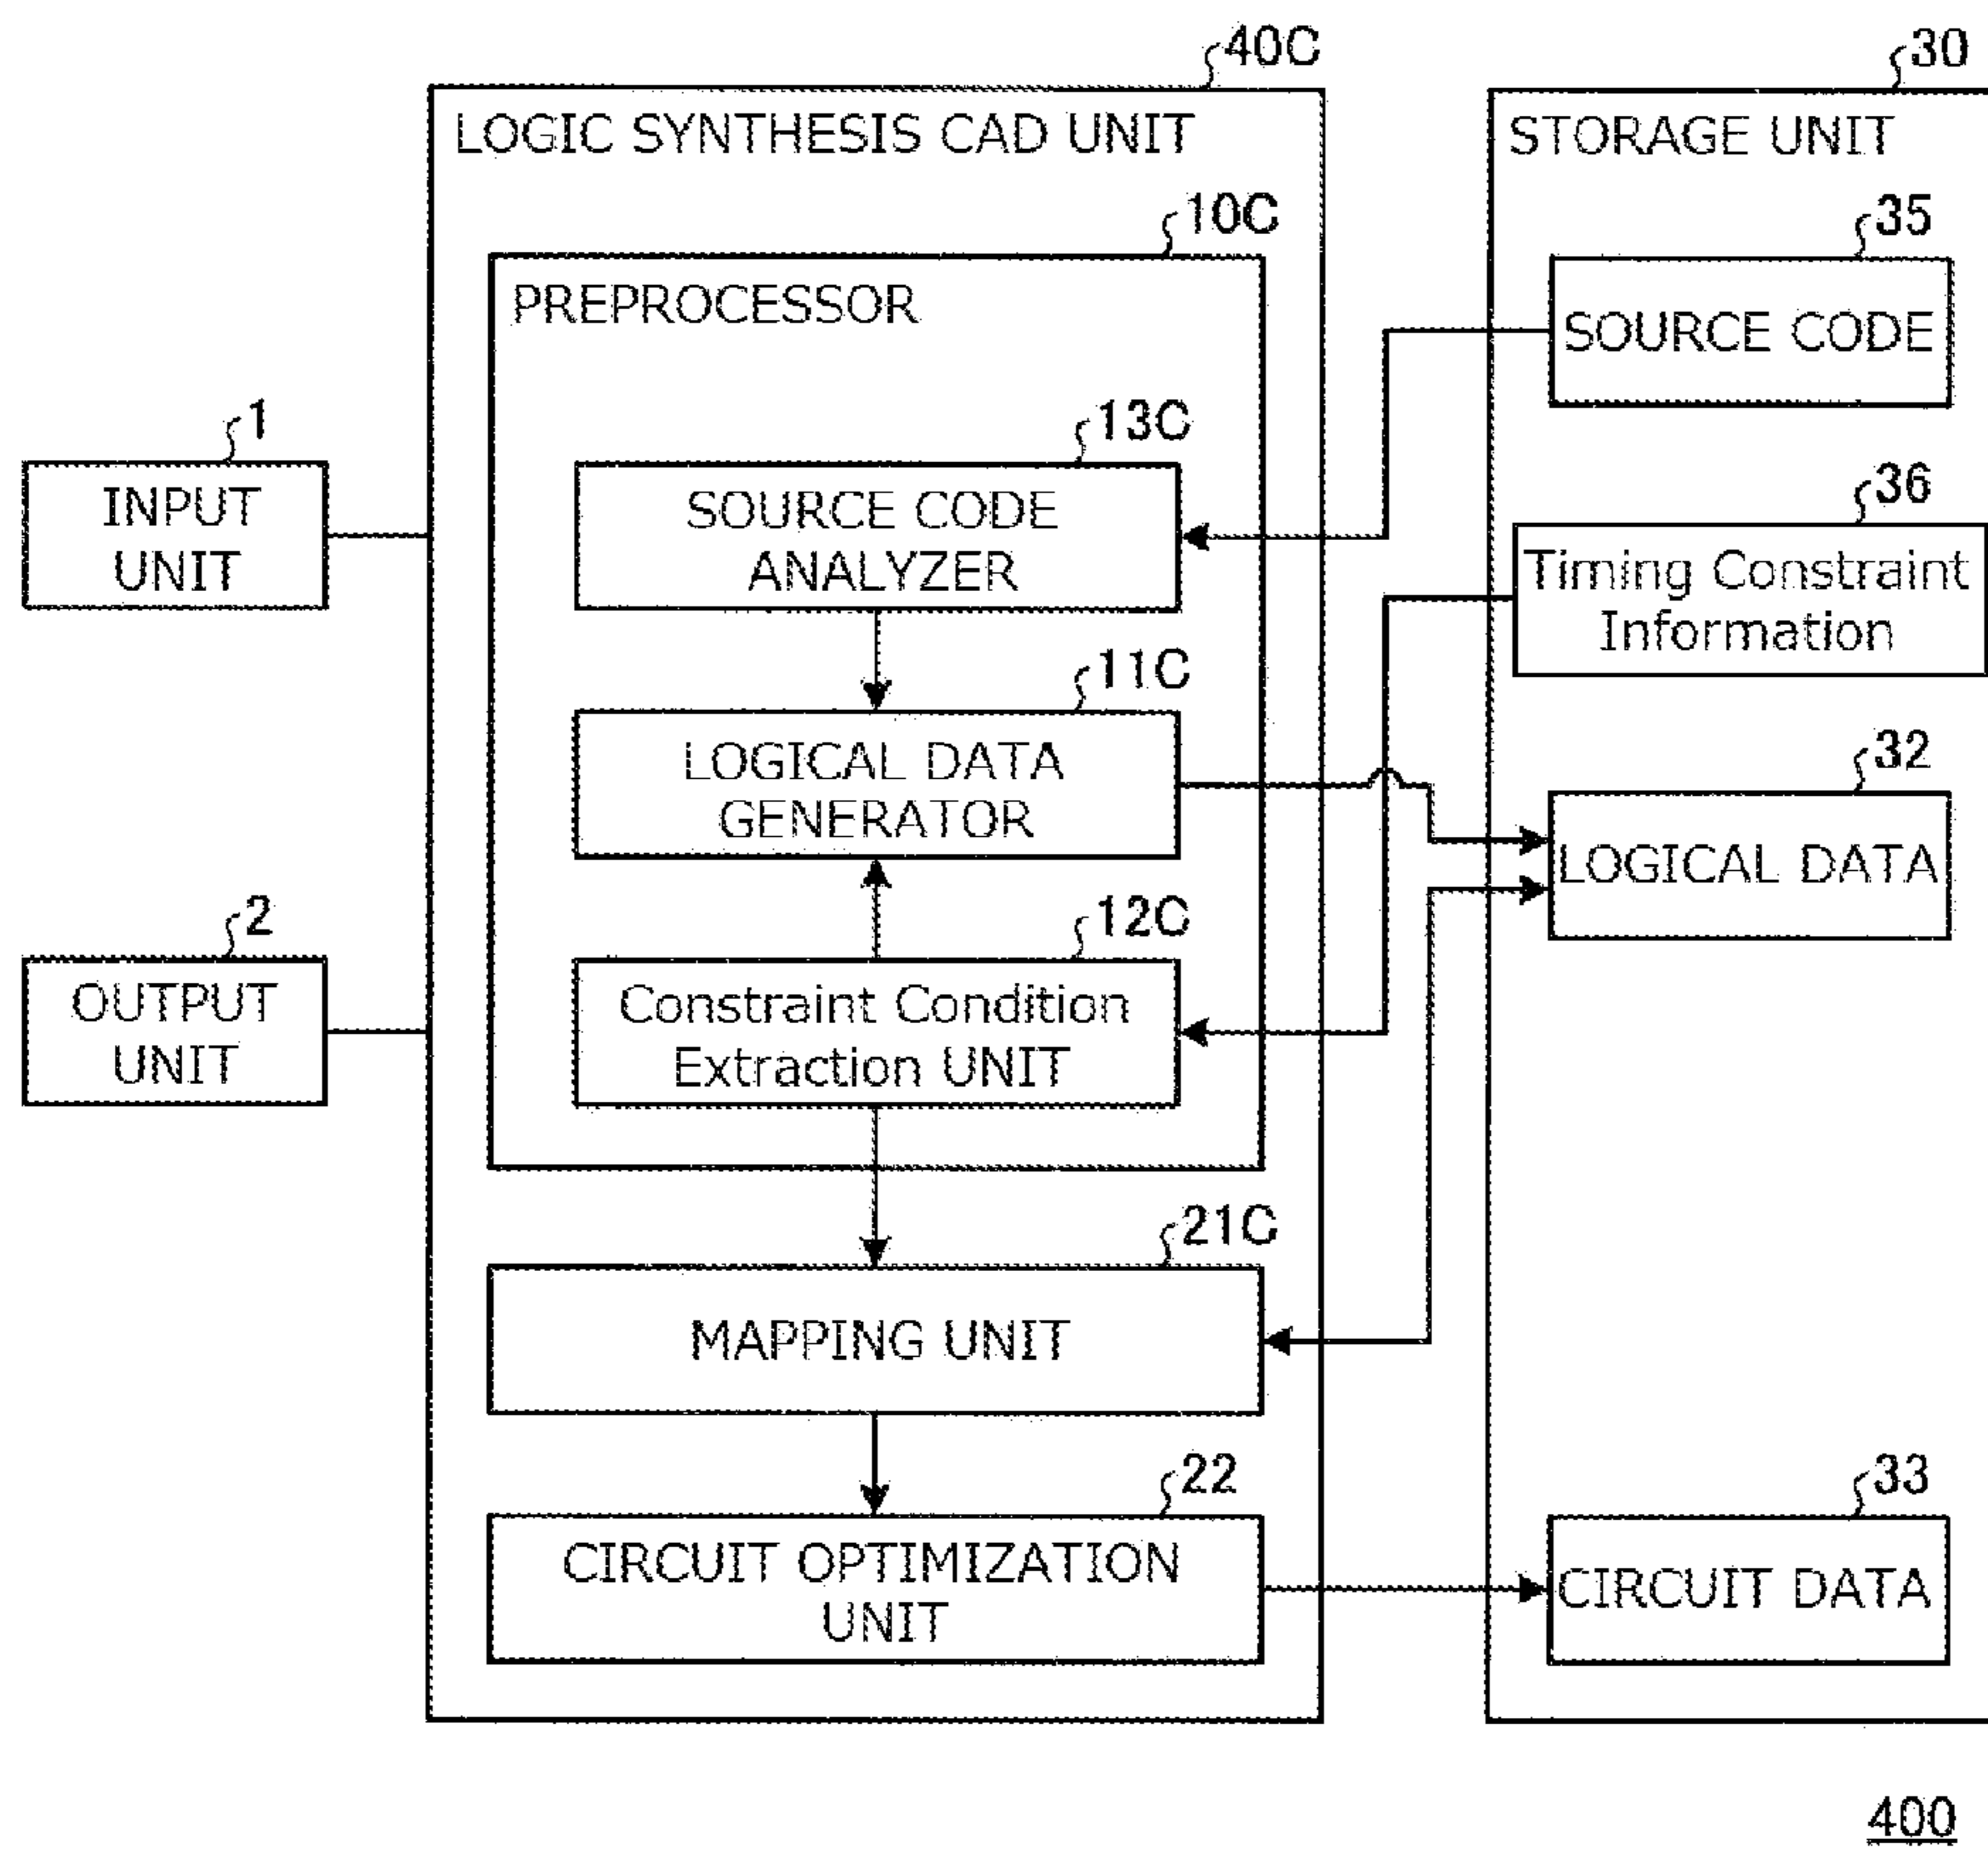 40C
30
LOGIC SYNTHESIS CAD UNIT
STORAGE UNIT
10C
35
PREPROCESSOR
SOURCE CODE
1
13C
INPUT
UNIT
SOURCE CODE
ANALYZER
36
Timing Constraint
Information
11C
LOGICAL DATA
GENERATOR
32
LOGICAL DATA
2
12C
OUTPUT
UNIT
Constraint Condition
Extraction UNIT
21C
MAPPING UNIT
22
33
CIRCUIT OPTIMIZATION
UNIT
CIRCUIT DATA
400